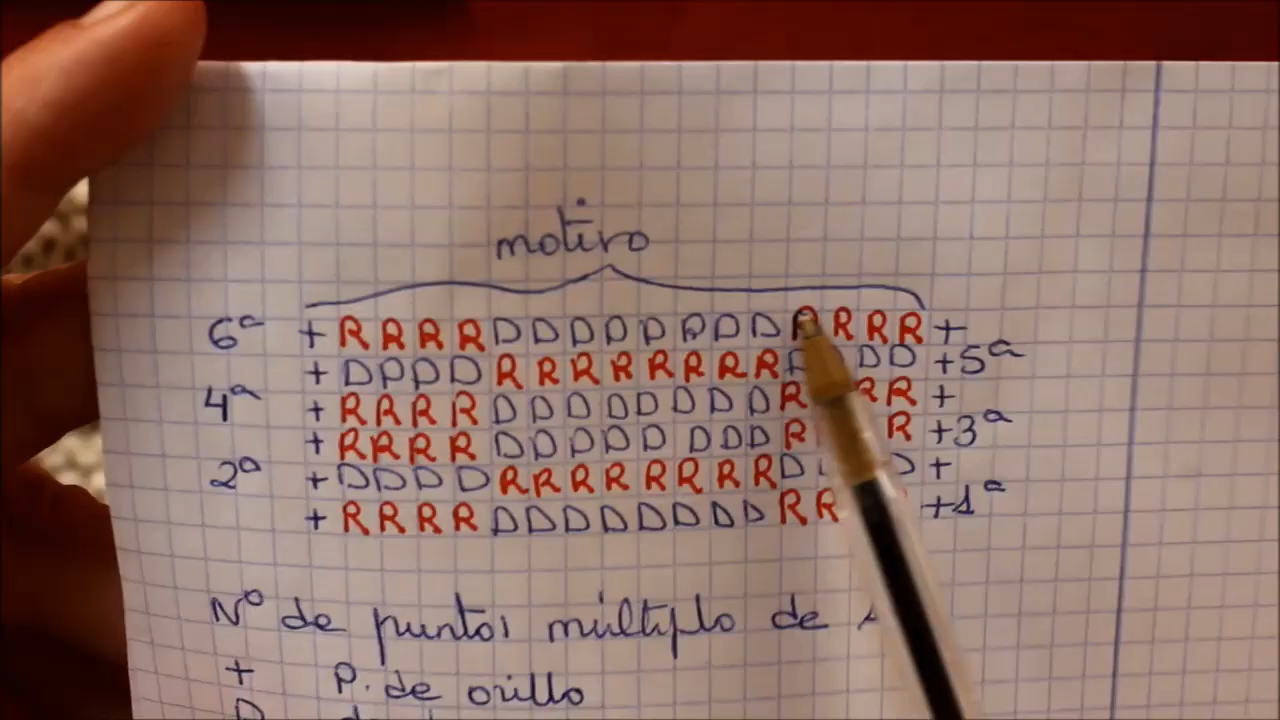 motivo
6ª + R R R R D D D D D D D D R R R R +
+ D D D D R R R R R R R R D D D + 5ª
4ª + R R R R D D D D D D D D R R R +
+ R R R R D D D D D D D D R R + 3ª
2ª + D D D D R R R R R R R R D D +
+ R R R R D D D D D D D D R R + 1ª
Nº de puntos múltiplo de
+ P. de orillo
D